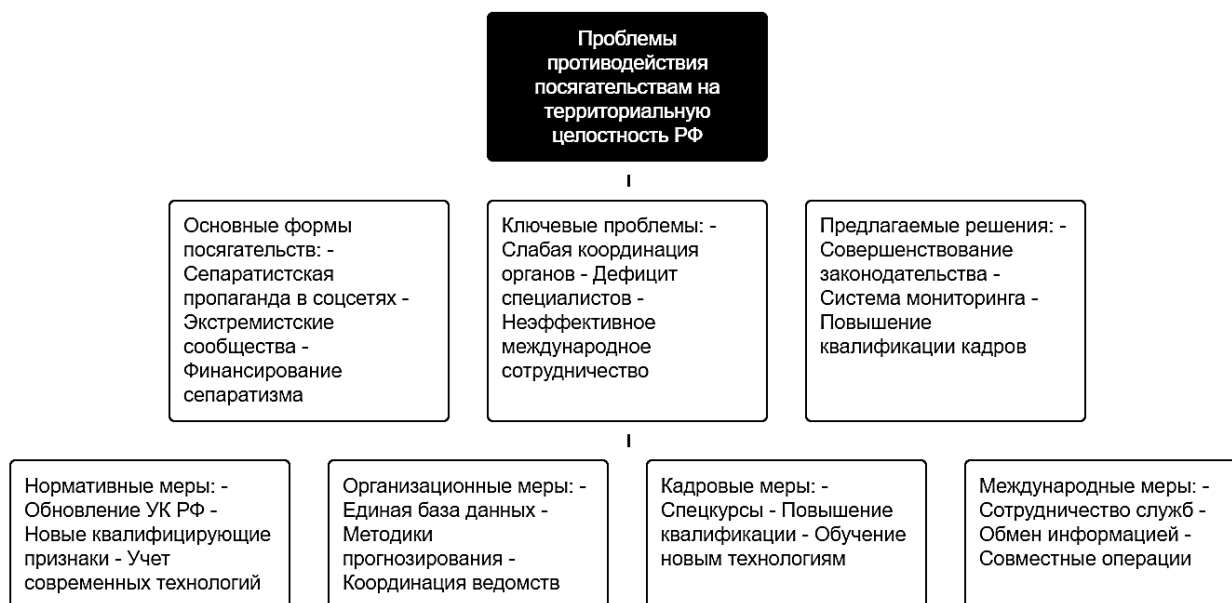 Проблемы
противодействия
посягательствам на
территориальную
целостность РФ
Основные формы
посягательств: -
Сепаратистская
пропаганда в соцсетях -
Экстремистские
сообщества -
Финансирование
сепаратизма
Ключевые проблемы: -
Слабая координация
органов - Дефицит
специалистов -
Неэффективное
международное
сотрудничество
Предлагаемые решения: -
Совершенствование
законодательства -
Система мониторинга -
Повышение
квалификации кадров
Нормативные меры: -
Обновление УК РФ -
Новые квалифицирующие
признаки - Учет
современных технологий
Организационные меры: -
Единая база данных -
Методики
прогнозирования -
Координация ведомств
Кадровые меры: -
Спецкурсы - Повышение
квалификации - Обучение
новым технологиям
Международные меры: -
Сотрудничество служб -
Обмен информацией -
Совместные операции